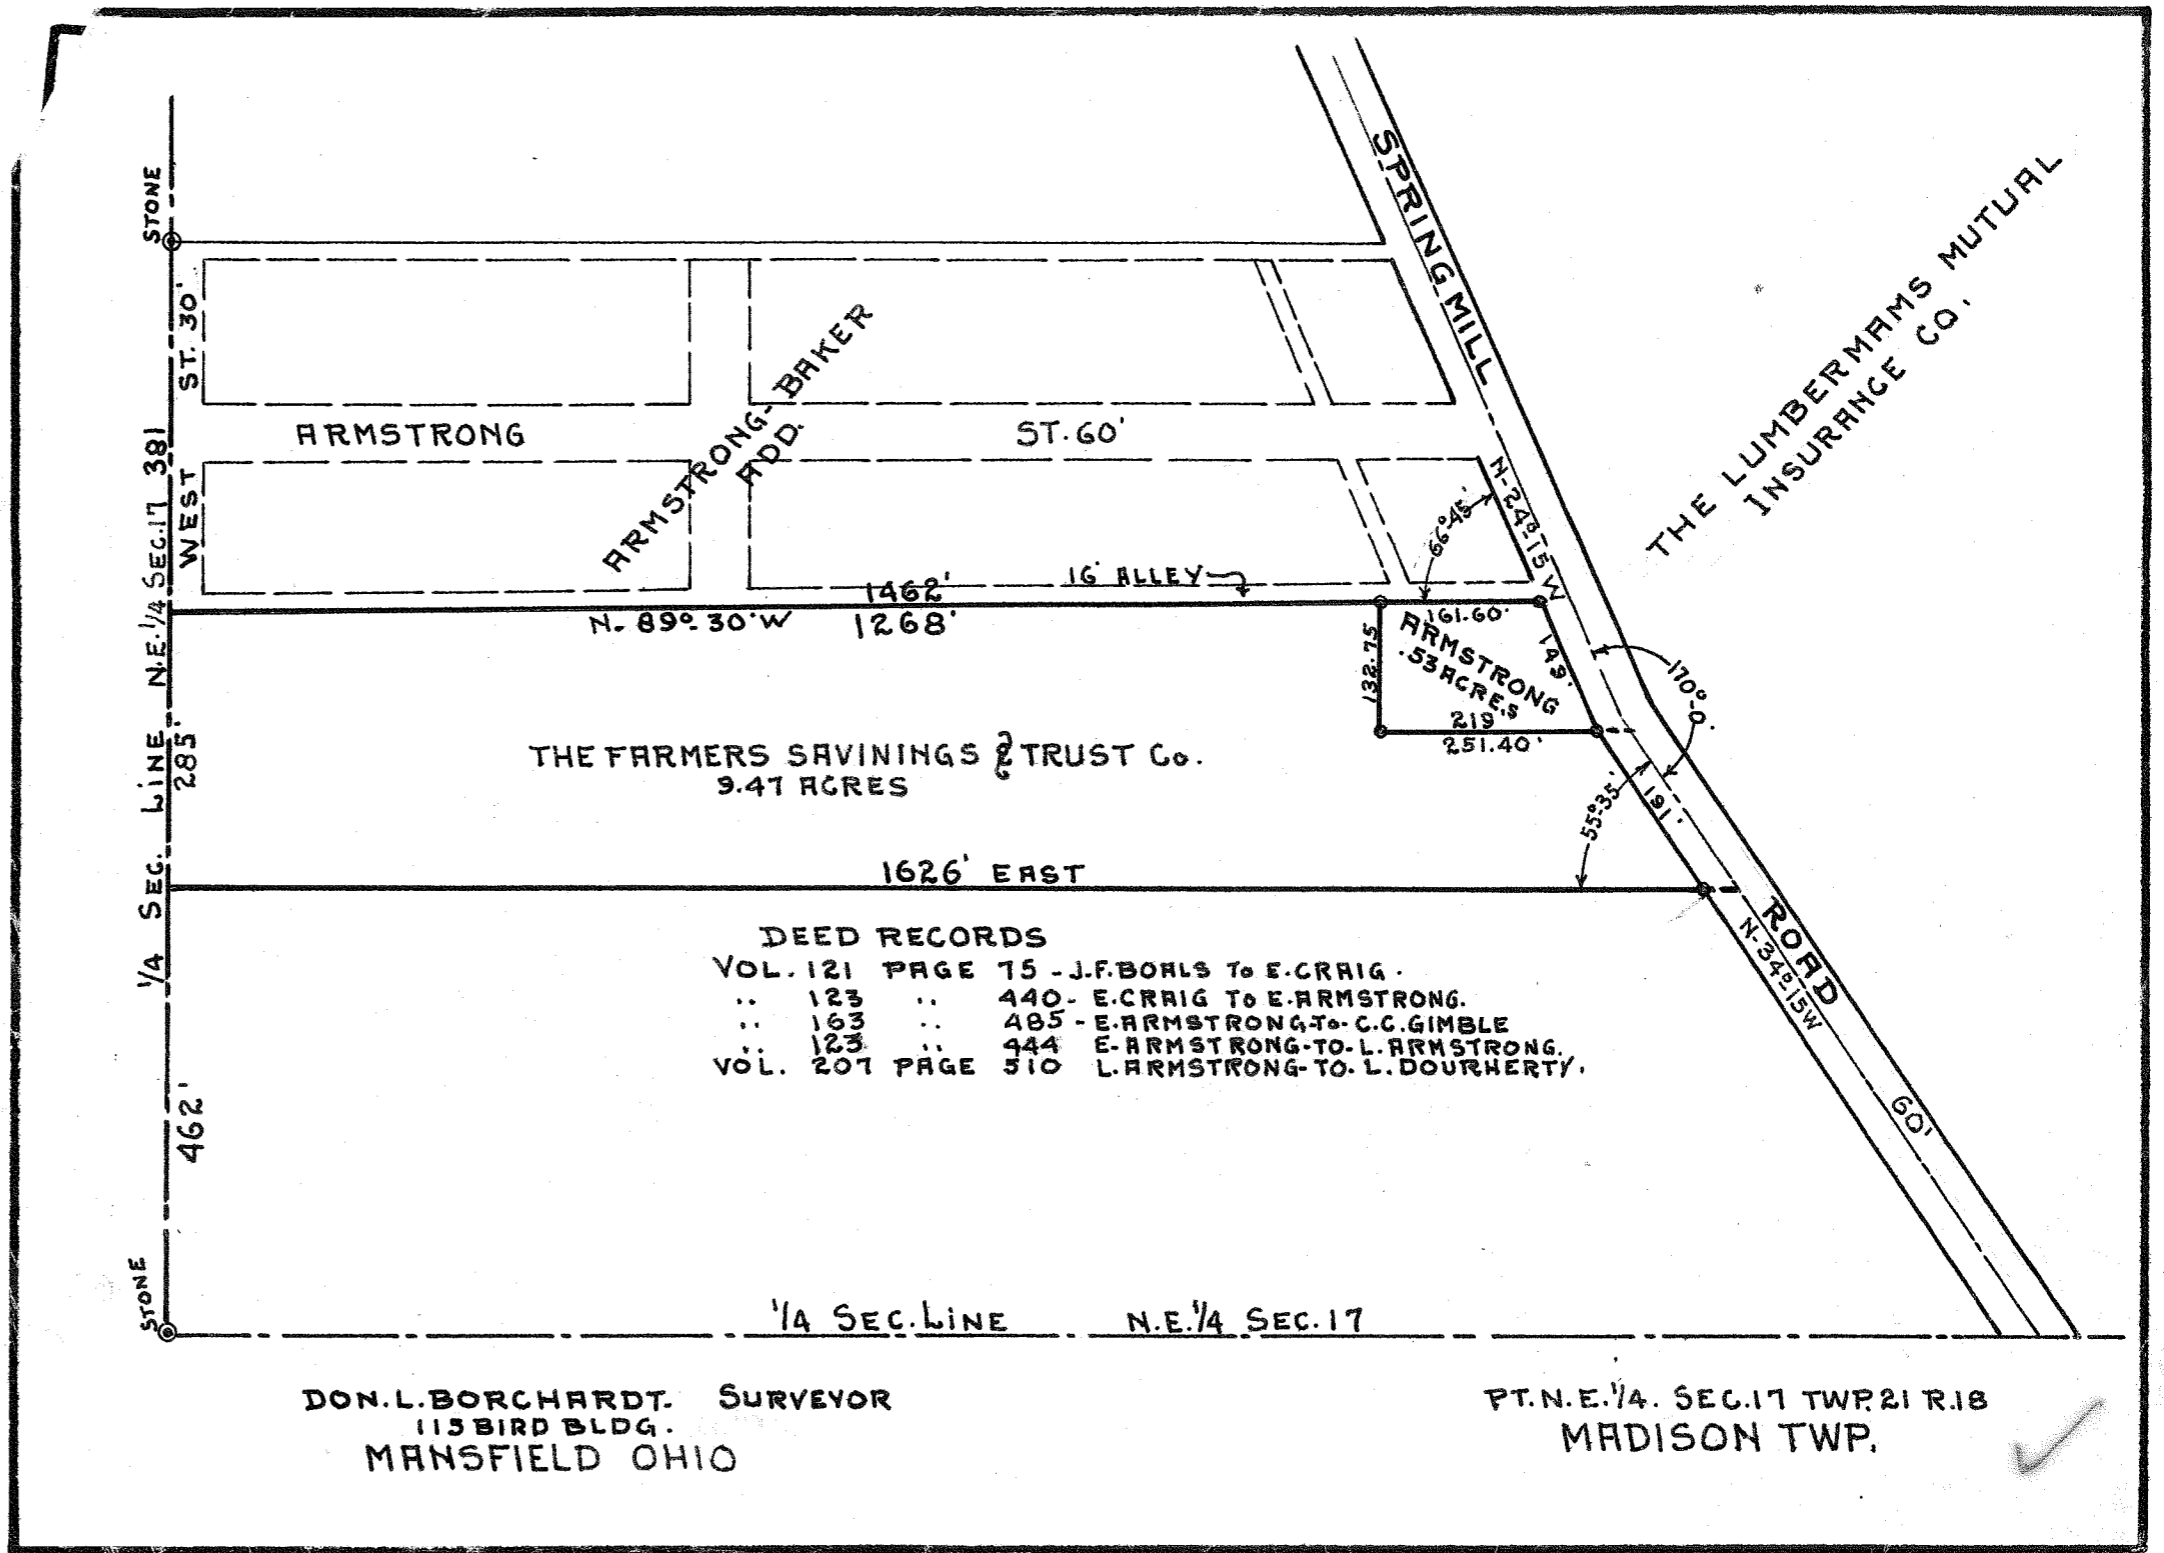 STONE
SPRING MILL
THE LUMBERMAMS MUTUAL
INSURANCE CO.
ST. 30'
WEST
ARMSTRONG
ST. 60'
ARMSTRONG-BAKER
ADD.
N-24°15W
66°45'
16' ALLEY
1462'
N. 89°. 30'W
1268'
161.60'
132.75
149'
ARMSTRONG
.53 ACRE.S
219'
251.40'
170°-0'.
1/4 SEC. LINE N.E. 1/4 SEC. 17 381
285'
THE FARMERS SAVININGS & TRUST Co.
9.47 ACRES
55°35'
191'
1626' EAST
ROAD
N-34°15W
60'
DEED RECORDS
VOL. 121 PAGE 75 - J.F. BOALS To E. CRAIG.
.. 123 .. 440 - E. CRAIG To E. ARMSTRONG.
.. 163 .. 485 - E. ARMSTRONG-To- C.C. GIMBLE
.. 123 .. 444 E- ARMSTRONG-TO- L. ARMSTRONG.
VOL. 207 PAGE 510 L. ARMSTRONG-TO. L. DOURHERTY.
462'
STONE
1/4 SEC. LINE N.E. 1/4 SEC. 17
DON. L. BORCHARDT. SURVEYOR
115 BIRD BLDG.
MANSFIELD OHIO
PT. N.E. 1/4. SEC. 17 TWP. 21 R. 18
MADISON TWP.